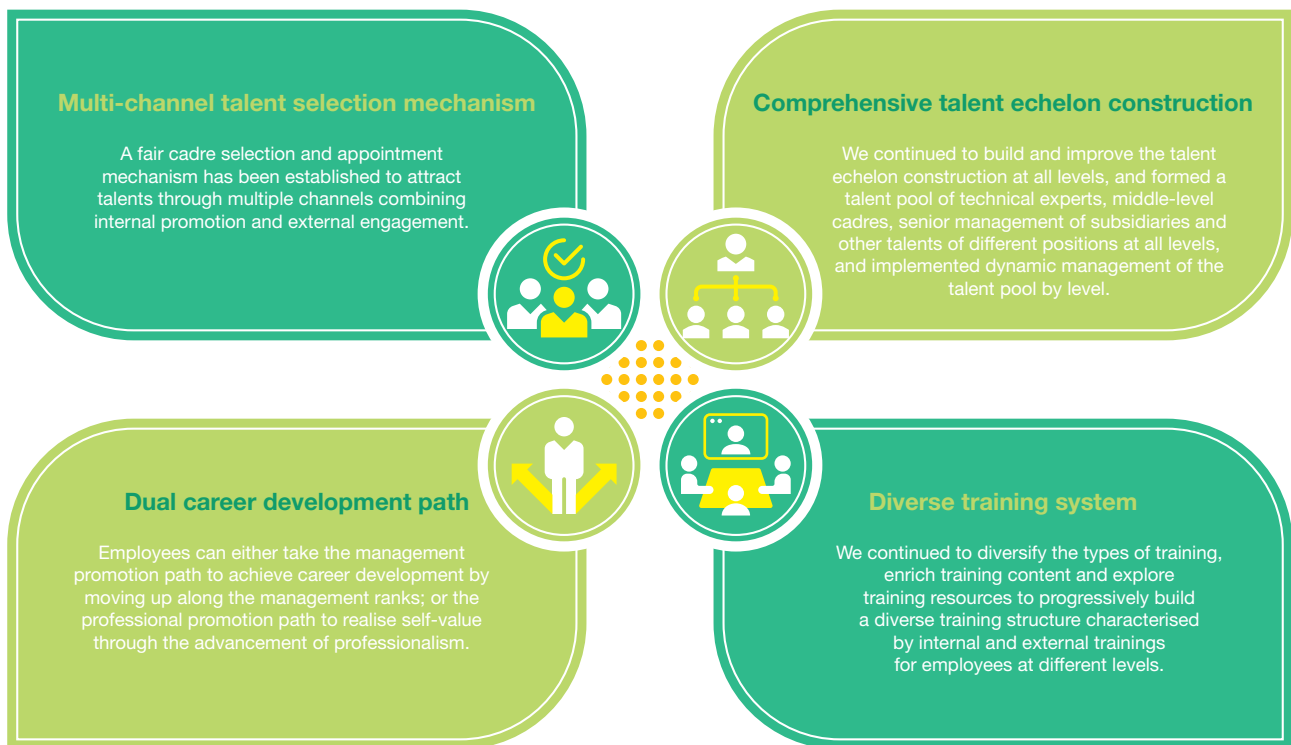 Multi-channel talent selection mechanism
A fair cadre selection and appointment
mechanism has been established to attract
talents through multiple channels combining
internal promotion and external engagement.
Comprehensive talent echelon construction
We continued to build and improve the talent
echelon construction at all levels, and formed a
talent pool of technical experts, middle-level
cadres, senior management of subsidiaries and
other talents of different positions at all levels,
and implemented dynamic management of the
talent pool by level.
Dual career development path
Employees can either take the management
promotion path to achieve career development by
moving up along the management ranks; or the
professional promotion path to realise self-value
through the advancement of professionalism.
Diverse training system
We continued to diversify the types of training,
enrich training content and explore
training resources to progressively build
a diverse training structure characterised
by internal and external trainings
for employees at different levels.